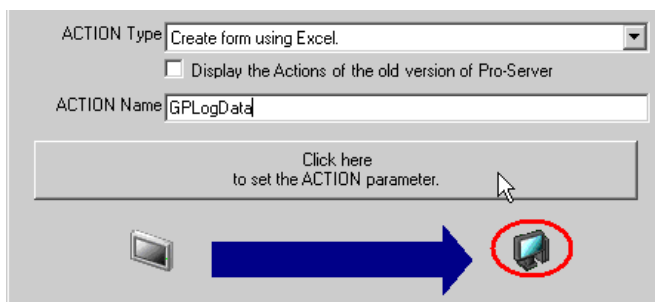 ACTION Type Create form using Excel.
Display the Actions of the old version of Pro-Server
ACTION Name GPLogData
Click here
to set the ACTION parameter.